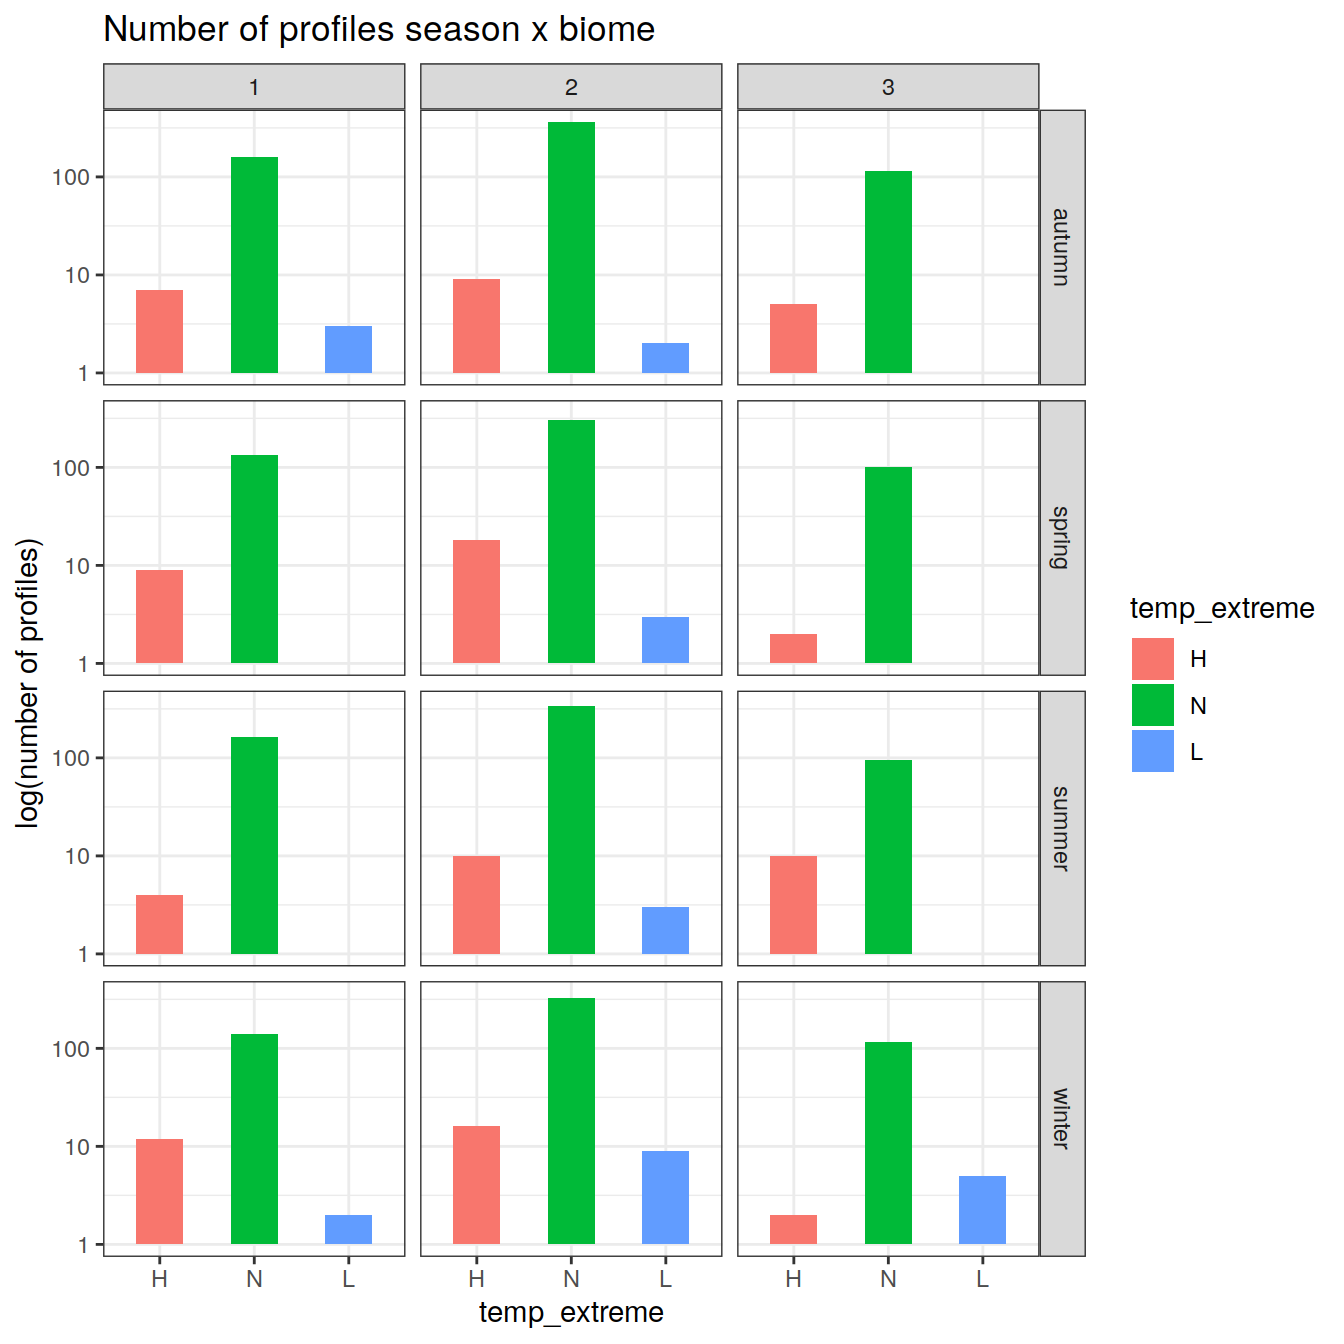 Number of profiles season x biome
1 2 3
100
10
1
autumn
100
10
1
spring
100
10
1
summer
100
10
1
winter
H N L H N L H N L
temp_extreme
log(number of profiles)
temp_extreme
H
N
L